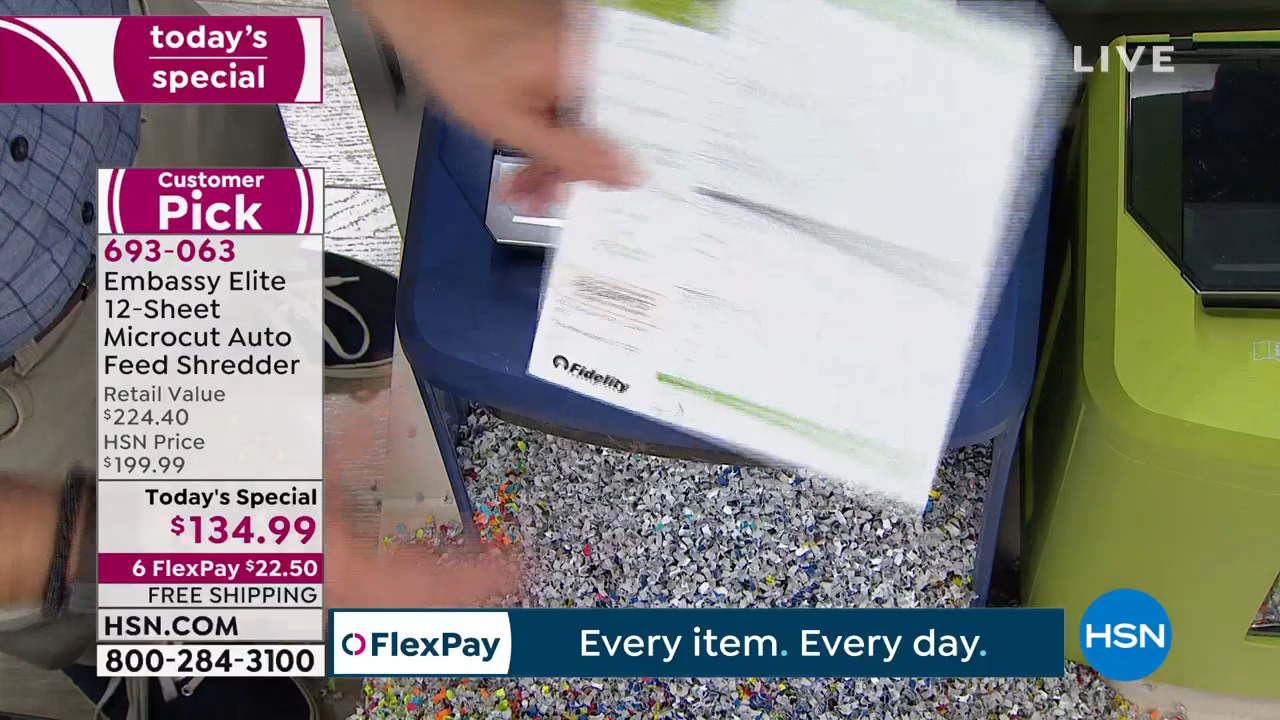 today's
special
LIVE
Customer
Pick
693-063
Embassy Elite
12-Sheet
Microcut Auto
Feed Shredder
Retail Value
$224.40
HSN Price
$199.99
Today's Special
$134.99
6 FlexPay $22.50
FREE SHIPPING
HSN.COM
800-284-3100
Fidelity
FlexPay
Every item. Every day.
HSN